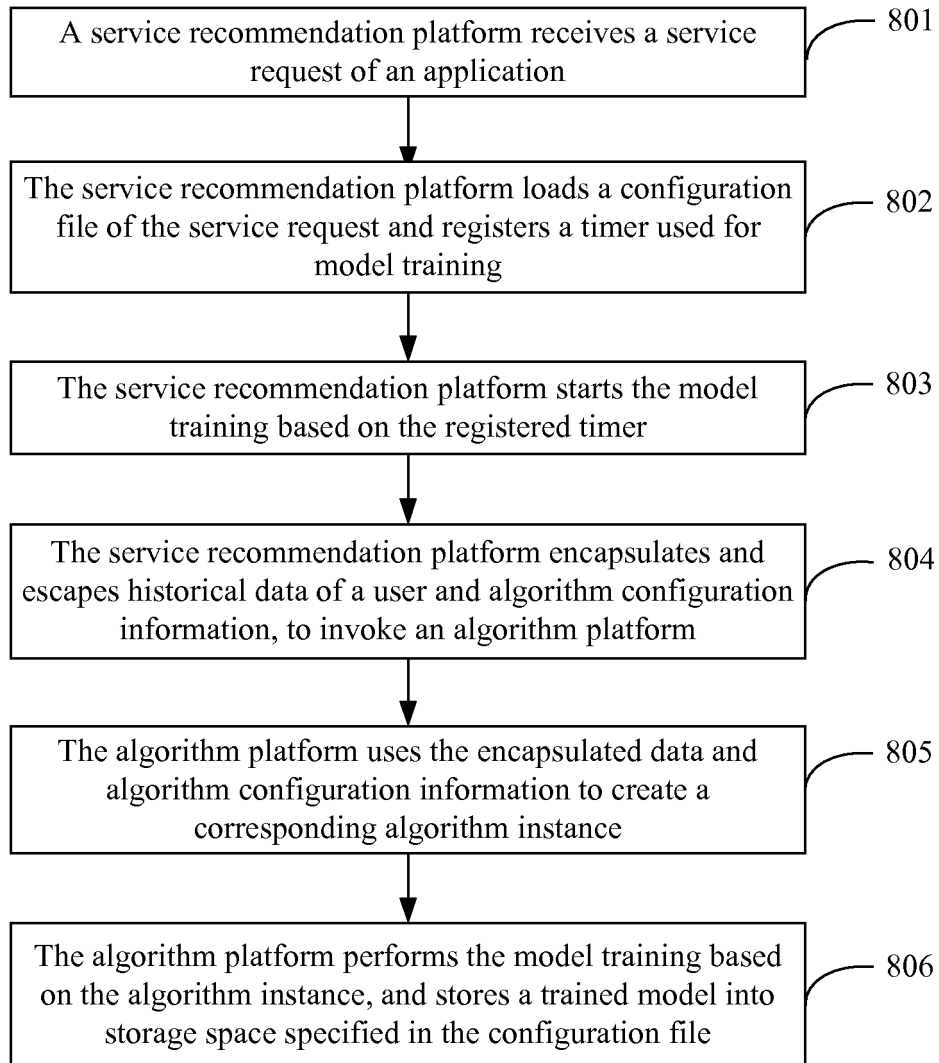 A service recommendation platform receives a service
request of an application
801
The service recommendation platform loads a configuration
file of the service request and registers a timer used for
model training
802
The service recommendation platform starts the model
training based on the registered timer
803
The service recommendation platform encapsulates and
escapes historical data of a user and algorithm configuration
information, to invoke an algorithm platform
804
The algorithm platform uses the encapsulated data and
algorithm configuration information to create a
corresponding algorithm instance
805
The algorithm platform performs the model training based
on the algorithm instance, and stores a trained model into
storage space specified in the configuration file
806